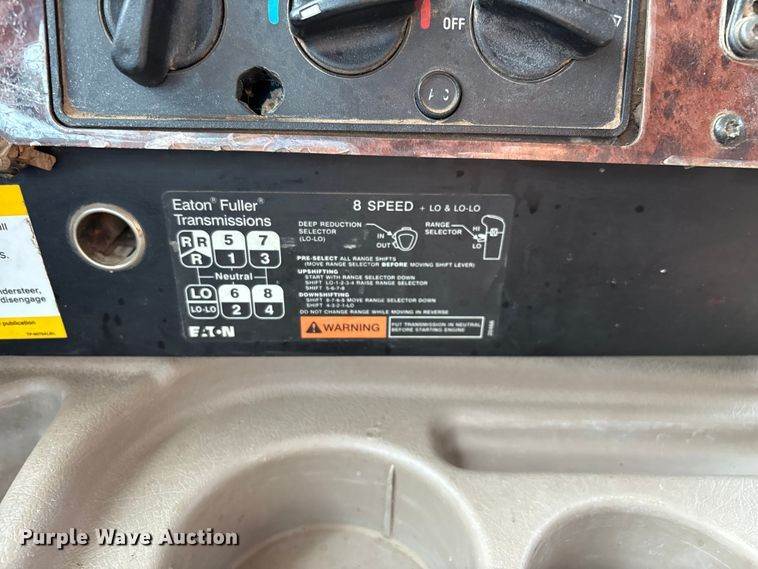 OFF
Eaton® Fuller®
Transmissions
8 SPEED + LO & LO-LO
DEEP REDUCTION
SELECTOR
(LO-LO)
IN
OUT
RANGE
SELECTOR
HI
LO
R R 5 7
R 1 3
Neutral
LO 6 8
LO-LO 2 4
EATON
PRE-SELECT ALL RANGE SHIFTS
(MOVE RANGE SELECTOR BEFORE MOVING SHIFT LEVER)
UPSHIFTING
START WITH RANGE SELECTOR DOWN
SHIFT LO-1-2-3-4 RAISE RANGE SELECTOR
SHIFT 5-6-7-8
DOWNSHIFTING
SHIFT 8-7-6-5 MOVE RANGE SELECTOR DOWN
SHIFT 4-3-2-1-LO
DO NOT CHANGE RANGE WHILE MOVING IN REVERSE
WARNING
PUT TRANSMISSION IN NEUTRAL
BEFORE STARTING ENGINE
s.
ndersteer,
disengage
publication
Purple Wave Auction